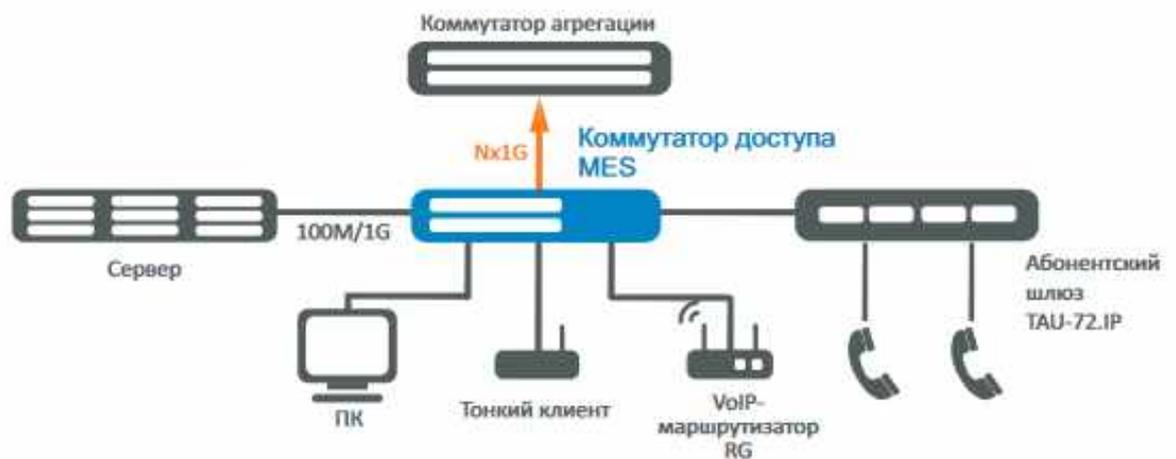 Коммутатор агрегации
Nx1G
Коммутатор доступа
MES
100M/1G
Сервер
Абонентский
шлюз
TAU-72.IP
ПК
Тонкий клиент
VoIP-
маршрутизатор
RG